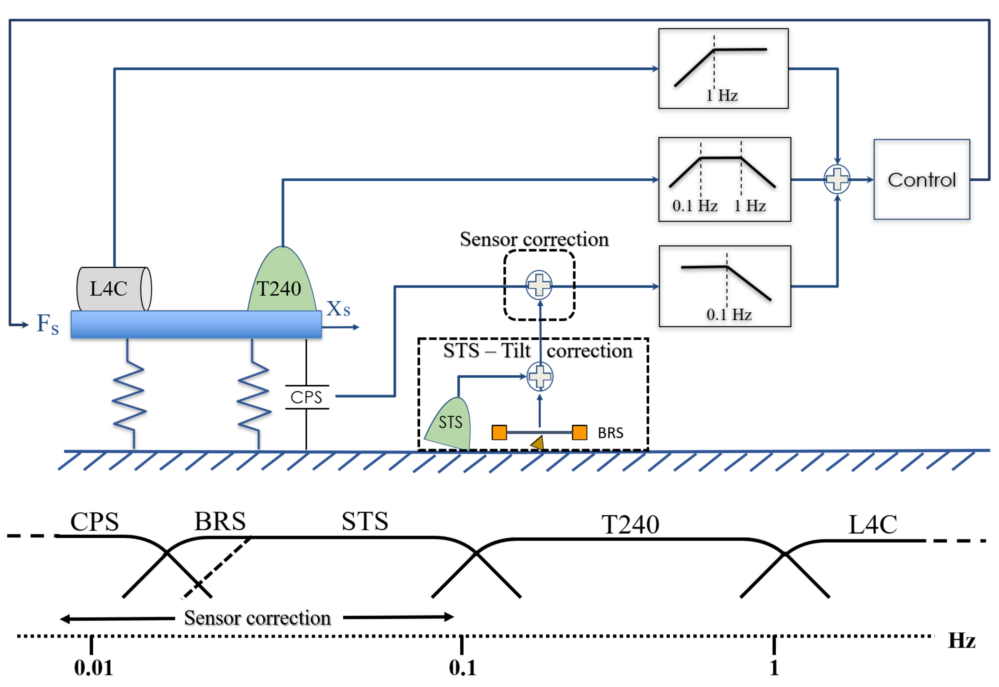 1 Hz
0.1 Hz 1 Hz
Control
Sensor correction
L4C
T240
Xs
Fs
0.1 Hz
STS – Tilt correction
CPS
STS
BRS
CPS BRS STS T240 L4C
Sensor correction
Hz
0.01 0.1 1